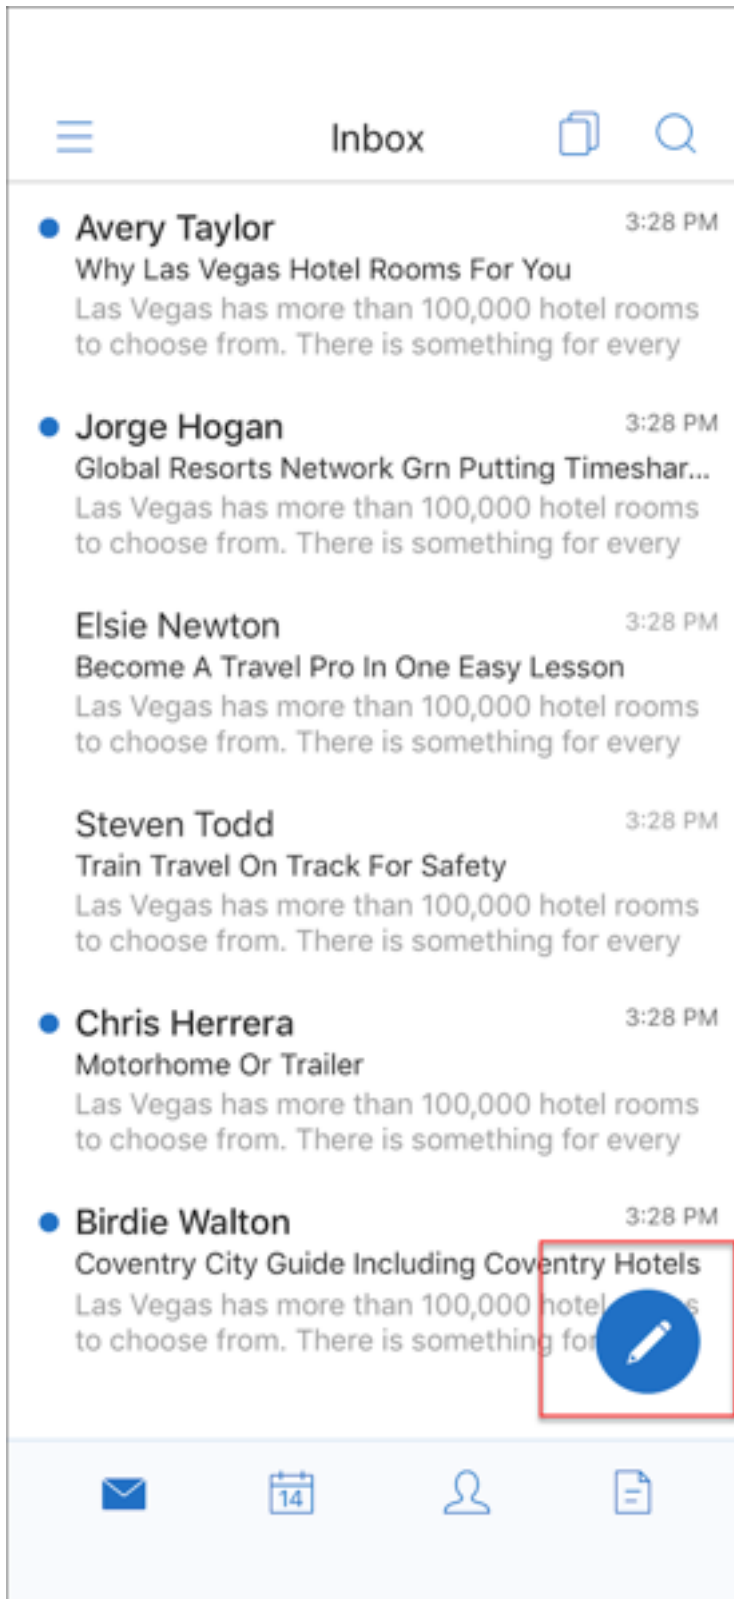 Inbox
Avery Taylor 3:28 PM
Why Las Vegas Hotel Rooms For You
Las Vegas has more than 100,000 hotel rooms
to choose from. There is something for every
Jorge Hogan 3:28 PM
Global Resorts Network Grn Putting Timeshar...
Las Vegas has more than 100,000 hotel rooms
to choose from. There is something for every
Elsie Newton 3:28 PM
Become A Travel Pro In One Easy Lesson
Las Vegas has more than 100,000 hotel rooms
to choose from. There is something for every
Steven Todd 3:28 PM
Train Travel On Track For Safety
Las Vegas has more than 100,000 hotel rooms
to choose from. There is something for every
Chris Herrera 3:28 PM
Motorhome Or Trailer
Las Vegas has more than 100,000 hotel rooms
to choose from. There is something for every
Birdie Walton 3:28 PM
Coventry City Guide Including Coventry Hotels
Las Vegas has more than 100,000 hotel
to choose from. There is something for
14